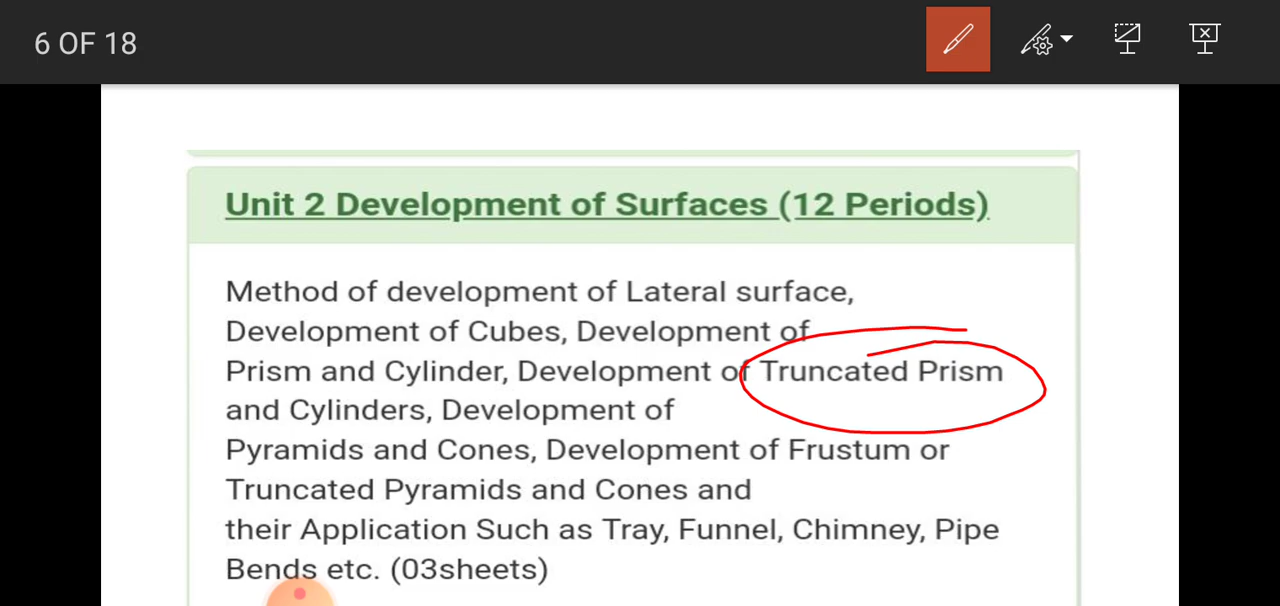 6 OF 18
Unit 2 Development of Surfaces (12 Periods)
Method of development of Lateral surface,
Development of Cubes, Development of
Prism and Cylinder, Development of Truncated Prism
and Cylinders, Development of
Pyramids and Cones, Development of Frustum or
Truncated Pyramids and Cones and
their Application Such as Tray, Funnel, Chimney, Pipe
Bends etc. (03sheets)